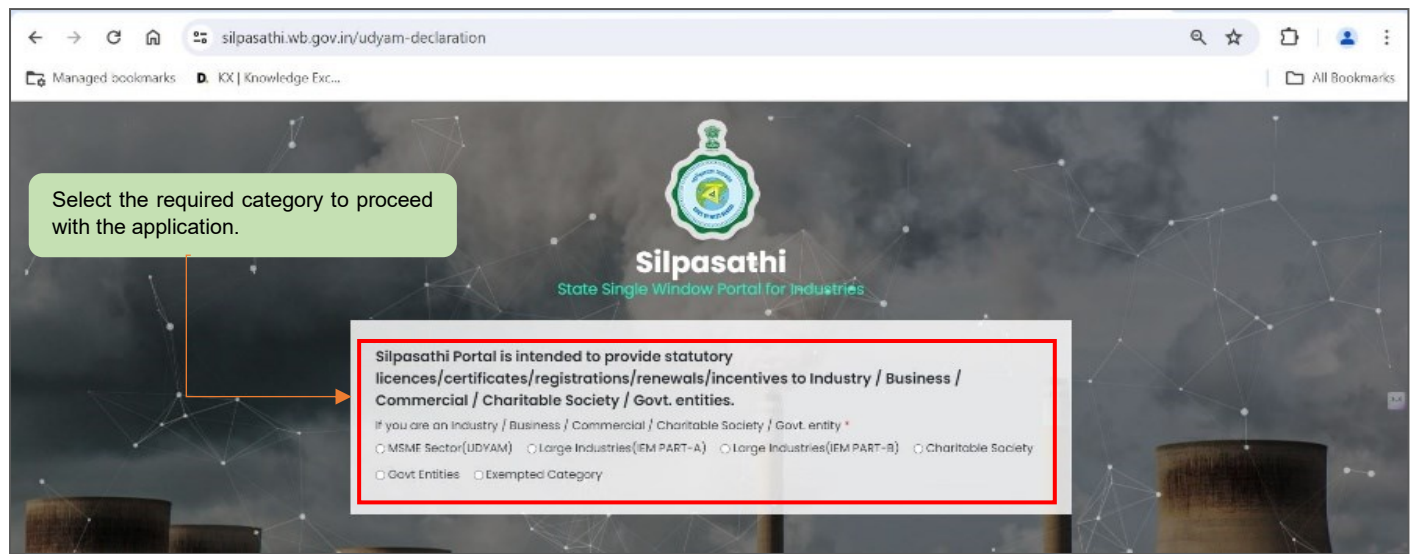 silpasathi.wb.gov.in/udyam-declaration
Managed bookmarks D. KX | Knowledge Exc... All Bookmarks
Select the required category to proceed
with the application.
Silpasathi
State Single Window Portal for Industries
Silpasathi Portal is intended to provide statutory
licences/certificates/registrations/renewals/incentives to Industry / Business /
Commercial / Charitable Society / Govt. entities.
If you are an Industry / Business / Commercial / Charitable Society / Govt. entity *
MSME Sector(UDYAM) Large Industries(IEM PART-A) Large Industries(IEM PART-B) Charitable Society
Govt Entities Exempted Category